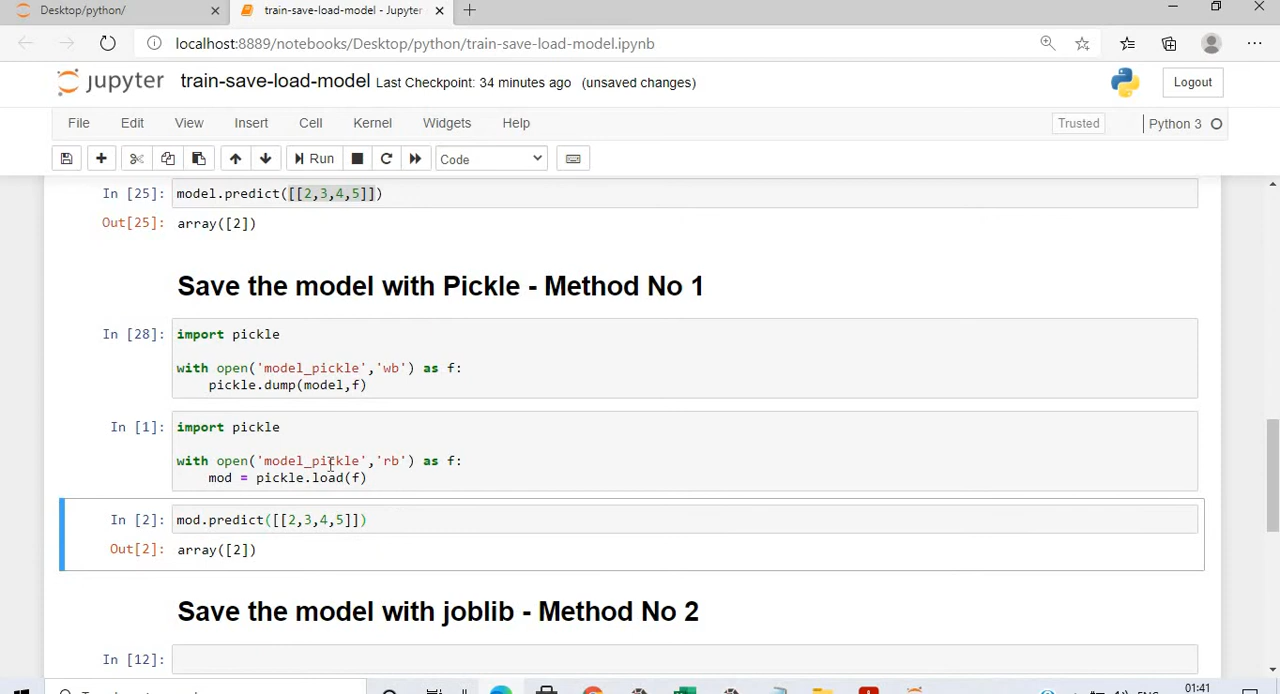 Desktop/python/
train-save-load-model - Jupyter
localhost:8889/notebooks/Desktop/python/train-save-load-model.ipynb
jupyter train-save-load-model Last Checkpoint: 34 minutes ago (unsaved changes)
Logout
File Edit View Insert Cell Kernel Widgets Help
Trusted
Python 3
Run
Code
In [25]: model.predict([[2,3,4,5]])
Out[25]: array([2])
Save the model with Pickle - Method No 1
In [28]: import pickle
with open('model_pickle','wb') as f:
pickle.dump(model,f)
In [1]: import pickle
with open('model_pickle','rb') as f:
mod = pickle.load(f)
In [2]: mod.predict([[2,3,4,5]])
Out[2]: array([2])
Save the model with joblib - Method No 2
In [12]:
01:41